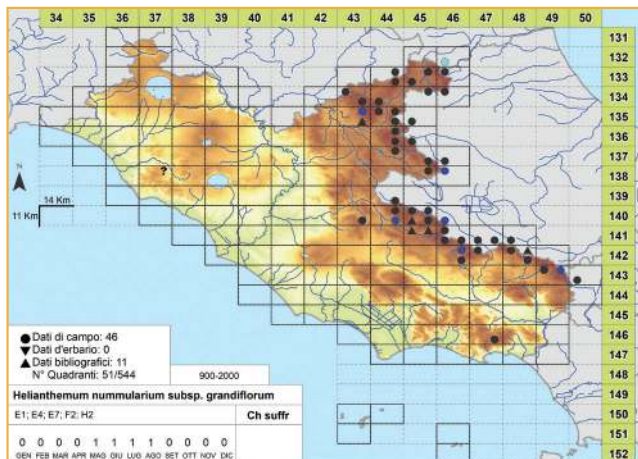 34 35 36 37 38 39 40 41 42 43 44 45 46 47 48 49 50
131
132
133
134
135
136
137
138
139
140
141
142
143
144
145
146
147
148
149
150
151
152
?
N
14 Km
11 Km
● Dati di campo: 46
▼ Dati d'erbario: 0
▲ Dati bibliografici: 11
N° Quadranti: 51/544
900-2000
Helianthemum nummularium subsp. grandiflorum
E1; E4; E7; F2; H2
Ch suffr
0 0 0 0 1 1 1 1 0 0 0 0
GEN FEB MAR APR MAG GIU LUG AGO SET OTT NOV DIC